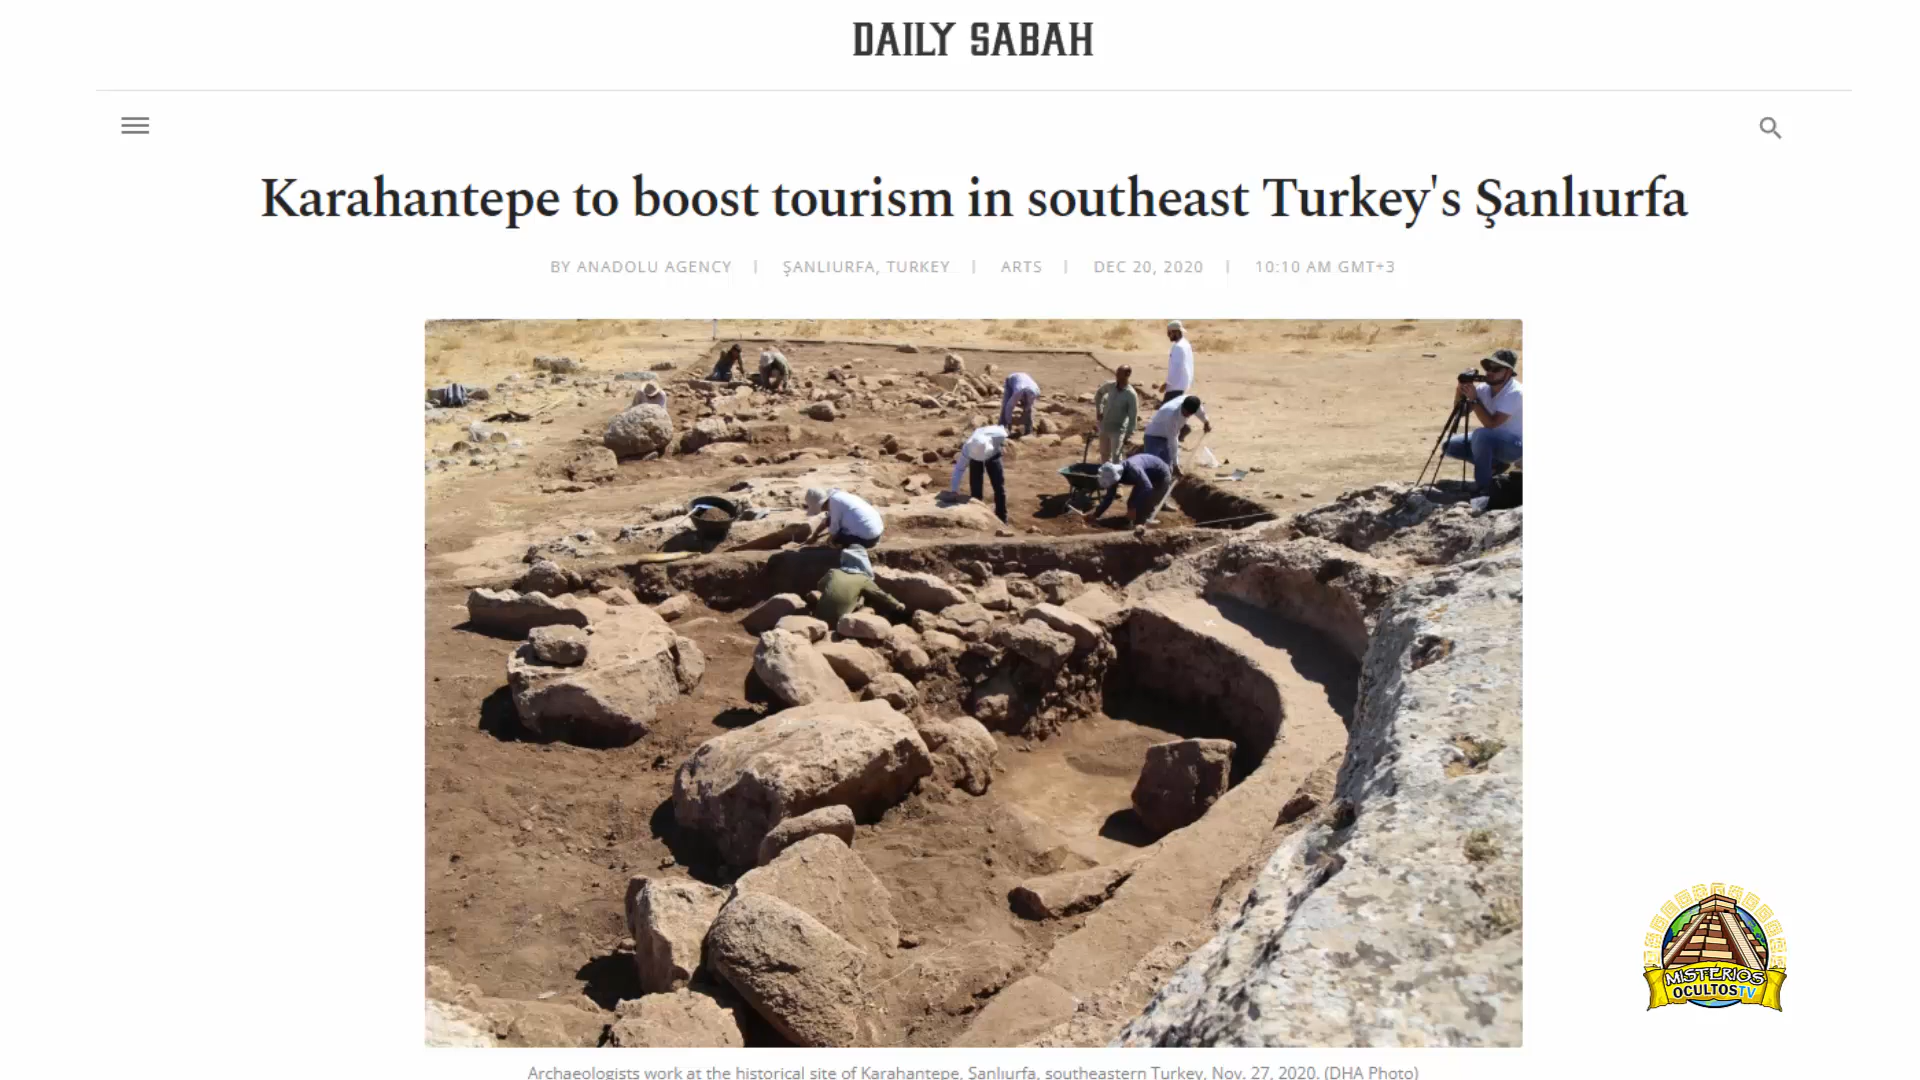 DAILY SABAH
Karahantepe to boost tourism in southeast Turkey's Şanlıurfa
BY ANADOLU AGENCY | ŞANLIURFA, TURKEY | ARTS | DEC 20, 2020 | 10:10 AM GMT+3
MISTERIOS
OCULTOSTV
Archaeologists work at the historical site of Karahantepe, Şanlıurfa, southeastern Turkey, Nov. 27, 2020. (DHA Photo)